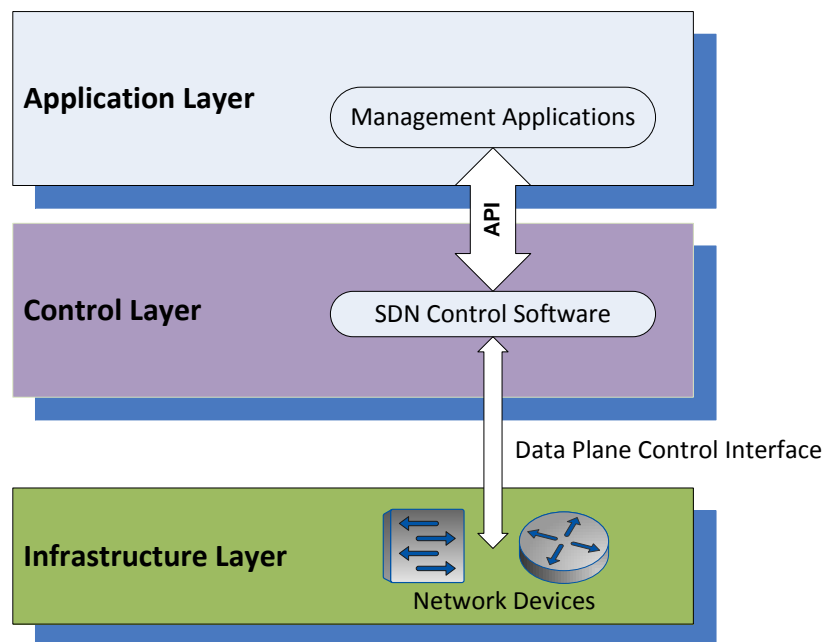 Application Layer
Management Applications
API
Control Layer
SDN Control Software
Data Plane Control Interface
Infrastructure Layer
Network Devices